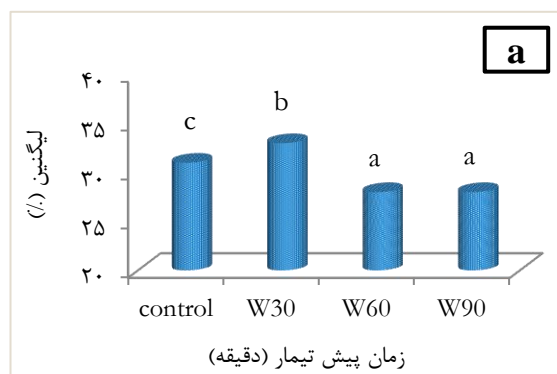 a
۴۰
۳۵
۳۰
۲۵
۲۰
لیگنین (٪)
c
b
a
a
control W30 W60 W90
زمان پیش تیمار (دقیقه)